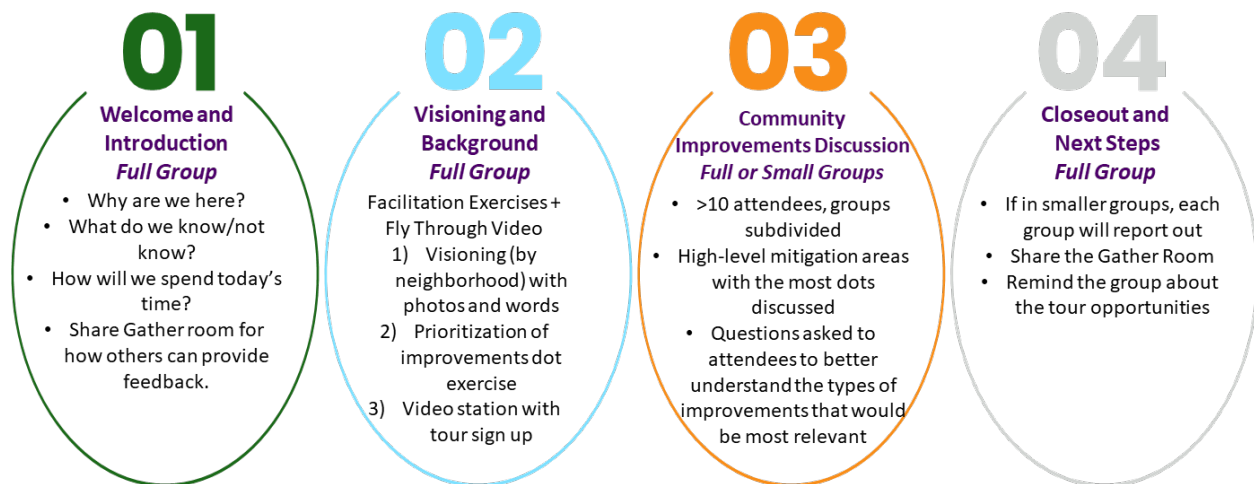 01
Welcome and
Introduction
Full Group
• Why are we here?
• What do we know/not
know?
• How will we spend today's
time?
• Share Gather room for
how others can provide
feedback.
02
Visioning and
Background
Full Group
Facilitation Exercises +
Fly Through Video
1) Visioning (by
neighborhood) with
photos and words
2) Prioritization of
improvements dot
exercise
3) Video station with
tour sign up
03
Community
Improvements Discussion
Full or Small Groups
• >10 attendees, groups
subdivided
• High-level mitigation areas
with the most dots
discussed
• Questions asked to
attendees to better
understand the types of
improvements that would
be most relevant
04
Closeout and
Next Steps
Full Group
• If in smaller groups, each
group will report out
• Share the Gather Room
• Remind the group about
the tour opportunities